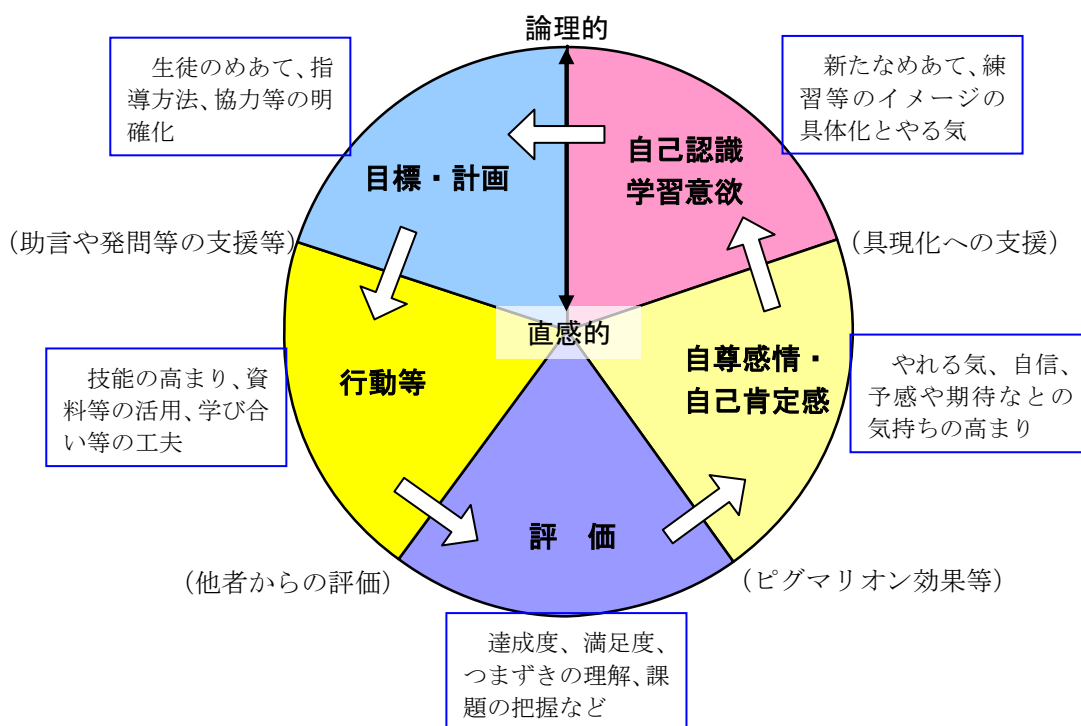 論理的
生徒のめあて、指
導方法、協力等の明
確化
新たなめあて、練
習等のイメージの
具体化とやる気
目標・計画
自己認識
学習意欲
（助言や発問等の支援等）
（具現化への支援）
直感的
技能の高まり、資
料等の活用、学び合
い等の工夫
行動等
自尊感情・
自己肯定感
やれる気、自信、
予感や期待なとの
気持ちの高まり
評　価
（他者からの評価）
（ピグマリオン効果等）
達成度、満足度、
つまずきの理解、課
題の把握など